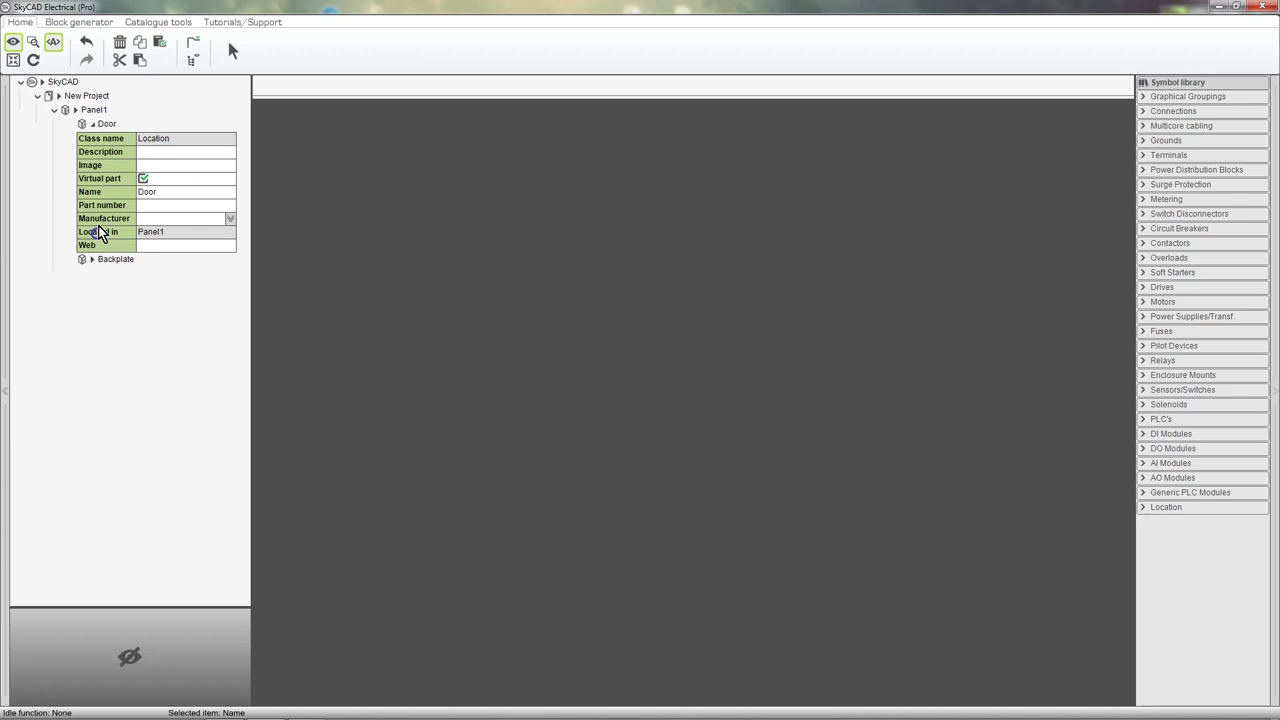 SkyCAD Electrical (Pro)
Home Block generator Catalogue tools Tutorials/Support
SkyCAD
New Project
Panel1
Door
Class name Location
Description
Image
Virtual part
Name Door
Part number
Manufacturer
Located in Panel1
Web
Backplate
Symbol library
Graphical Groupings
Connections
Multicore cabling
Grounds
Terminals
Power Distribution Blocks
Surge Protection
Metering
Switch Disconnectors
Circuit Breakers
Contactors
Overloads
Soft Starters
Drives
Motors
Power Supplies/Transf.
Fuses
Pilot Devices
Relays
Enclosure Mounts
Sensors/Switches
Solenoids
PLC's
DI Modules
DO Modules
AI Modules
AO Modules
Generic PLC Modules
Location
Idle function: None Selected item: Name